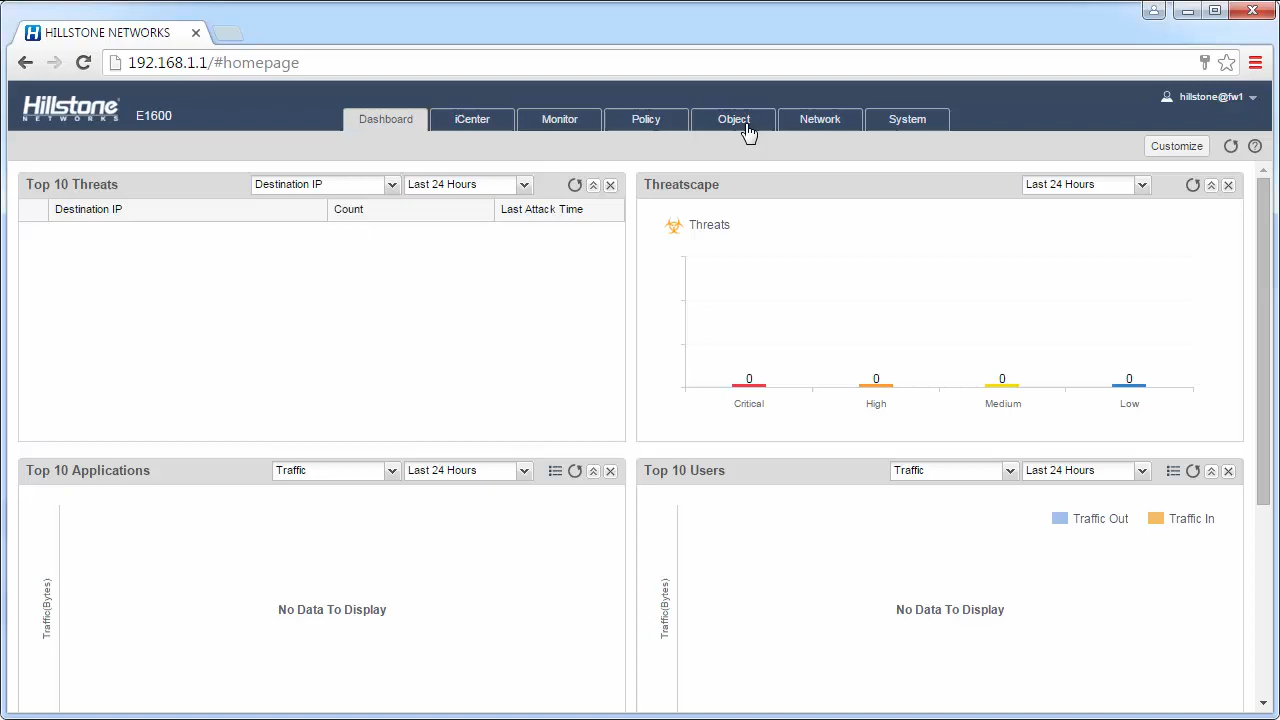 HILLSTONE NETWORKS
192.168.1.1/#homepage
Hillstone
NETWORKS
E1600
Dashboard
iCenter
Monitor
Policy
Object
Network
System
hillstone@fw1
Customize
Top 10 Threats
Destination IP
Last 24 Hours
Destination IP
Count
Last Attack Time
Threatscape
Last 24 Hours
Threats
0
0
0
0
Critical
High
Medium
Low
Top 10 Applications
Traffic
Last 24 Hours
Traffic(Bytes)
No Data To Display
Top 10 Users
Traffic
Last 24 Hours
Traffic Out
Traffic In
Traffic(Bytes)
No Data To Display